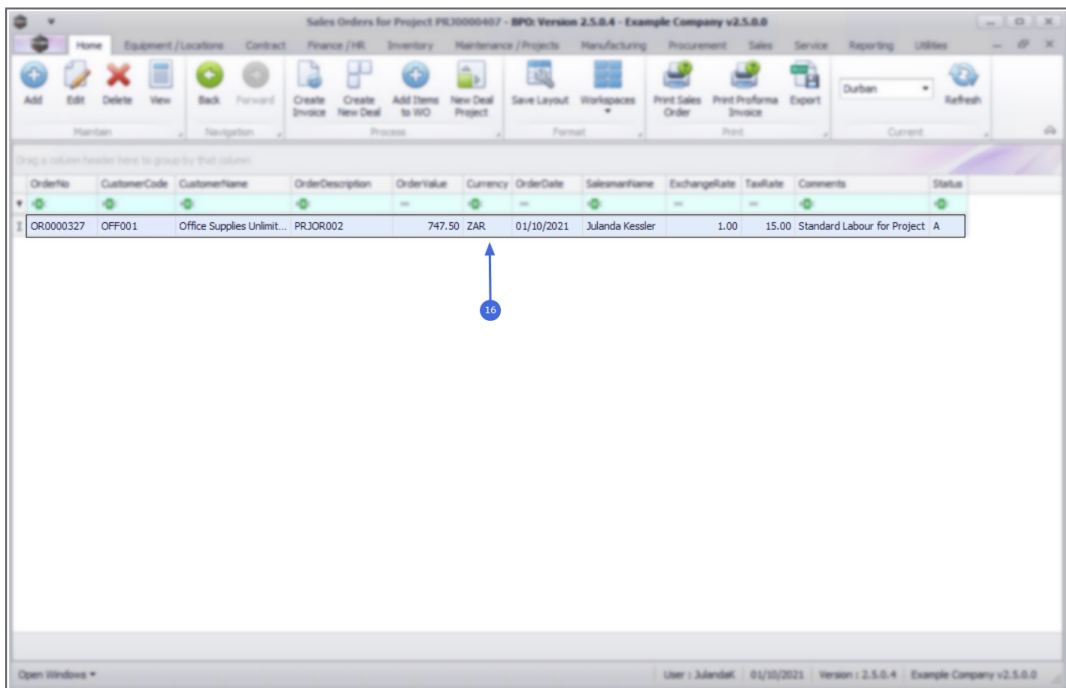 Sales Orders for Project PRJ0000407 - BPO: Version 2.5.0.4 - Example Company v2.5.0.0
Home Equipment / Locations Contract Finance / HR Inventory Maintenance / Projects Manufacturing Procurement Sales Service Reporting Utilities
Add Edit Delete View Back Forward Create Invoice Create New Deal Add Items to WO New Deal Project Save Layout Workspaces Print Sales Order Print Proforma Invoice Export Durban Refresh
Maintain Navigation Process Format Print Current
Drag a column header here to group by that column
OrderNo CustomerCode CustomerName OrderDescription OrderValue Currency OrderDate SalesmanName ExchangeRate TaxRate Comments Status
OR0000327 OFF001 Office Supplies Unlimit... PRJOR002 747.50 ZAR 01/10/2021 Julanda Kessler 1.00 15.00 Standard Labour for Project A
16
Open Windows User : JulandaK 01/10/2021 Version : 2.5.0.4 Example Company v2.5.0.0